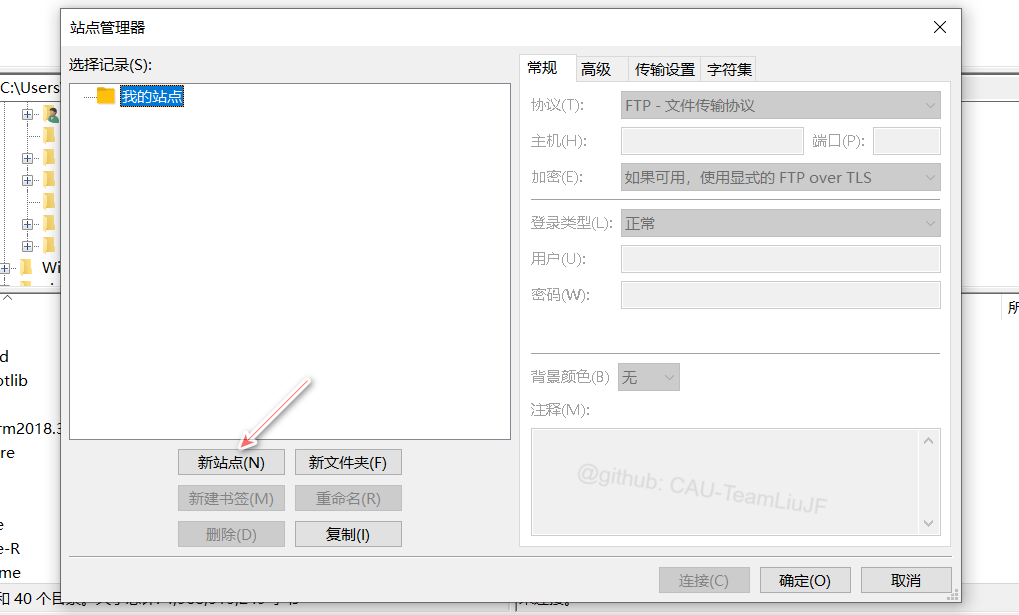 站点管理器
选择记录(S):
我的站点
新站点(N)
新文件夹(F)
新建书签(M)
重命名(R)
删除(D)
复制(I)
常规
高级
传输设置
字符集
协议(T):
FTP - 文件传输协议
主机(H):
端口(P):
加密(E):
如果可用，使用显式的 FTP over TLS
登录类型(L):
正常
用户(U):
密码(W):
背景颜色(B)
无
注释(M):
@github: CAU-TeamLiuJF
连接(C)
确定(O)
取消
C:\Users
Wi
d
otlib
rm2018.3
re
e
e-R
me
和 40 个目录。
未连接。
所